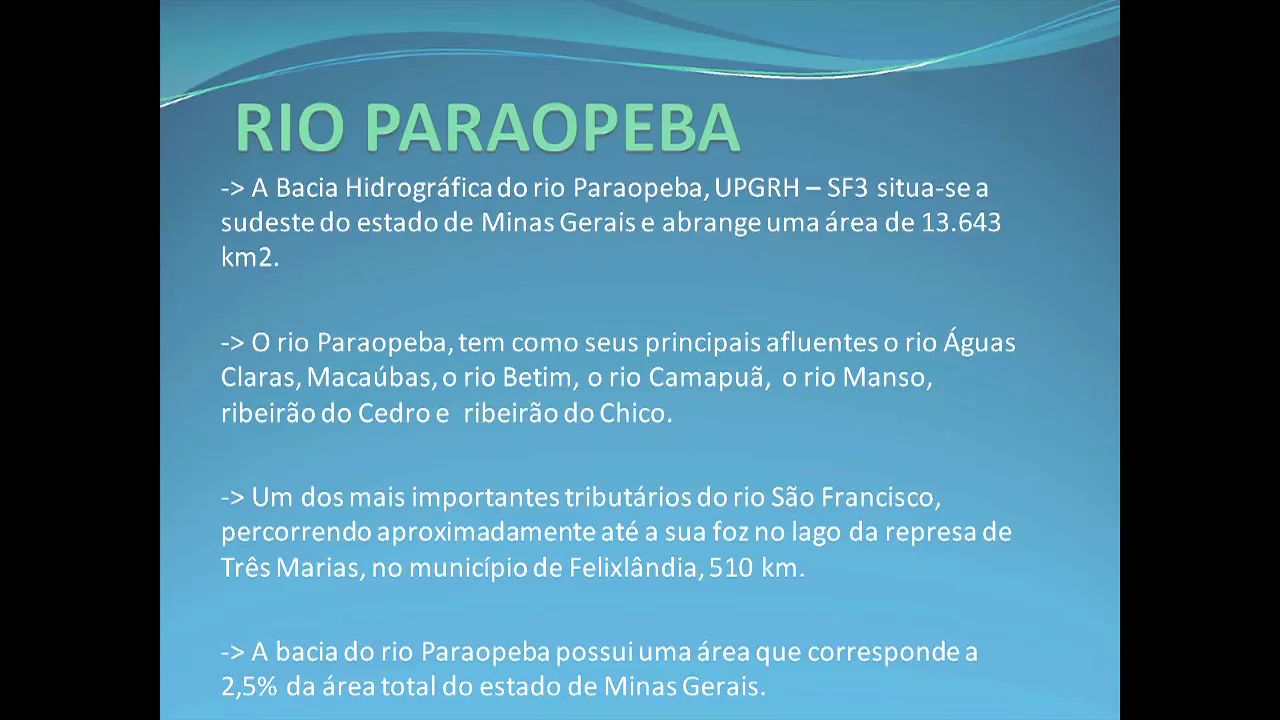 RIO PARAOPEBA
-> A Bacia Hidrográfica do rio Paraopeba, UPGRH – SF3 situa-se a
sudeste do estado de Minas Gerais e abrange uma área de 13.643
km2.
-> O rio Paraopeba, tem como seus principais afluentes o rio Águas
Claras, Macaúbas, o rio Betim, o rio Camapuã, o rio Manso,
ribeirão do Cedro e ribeirão do Chico.
-> Um dos mais importantes tributários do rio São Francisco,
percorrendo aproximadamente até a sua foz no lago da represa de
Três Marias, no município de Felixlândia, 510 km.
-> A bacia do rio Paraopeba possui uma área que corresponde a
2,5% da área total do estado de Minas Gerais.